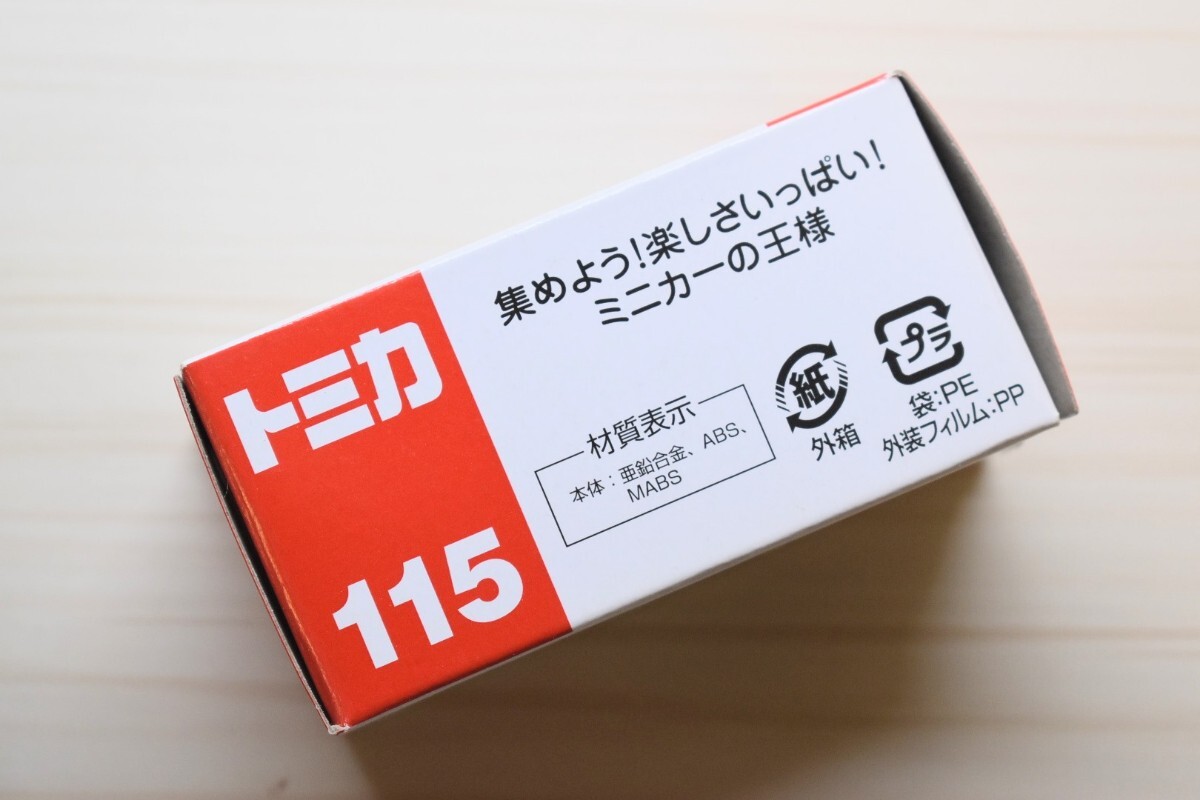 トミカ
115
集めよう!楽しさいっぱい!
ミニカーの王様
材質表示
本体：亜鉛合金、ABS、
MABS
紙
外箱
プラ
袋:PE
外装フィルム:PP